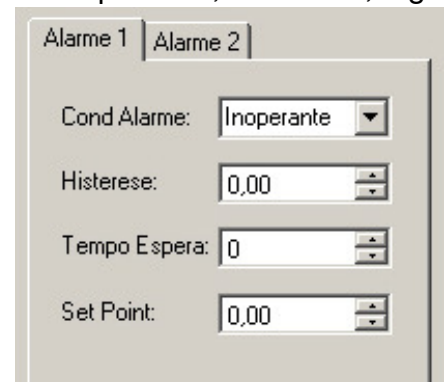 Alarme 1 Alarme 2
Cond Alarme: Inoperante
Histerese: 0,00
Tempo Espera: 0
Set Point: 0,00